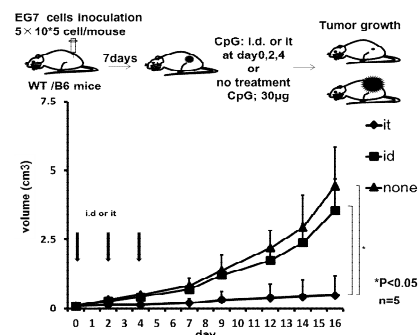 EG7 cells inoculation
5×10*5 cell/mouse
7days
WT /B6 mice
CpG: i.d. or it
at day0,2,4
or
no treatment
CpG; 30μg
Tumor growth
7.5
5
2.5
0
volume (cm3)
i.d or it
it
id
none
*
*P<0.05
n=5
0 1 2 3 4 5 6 7 8 9 10 11 12 13 14 15 16
day